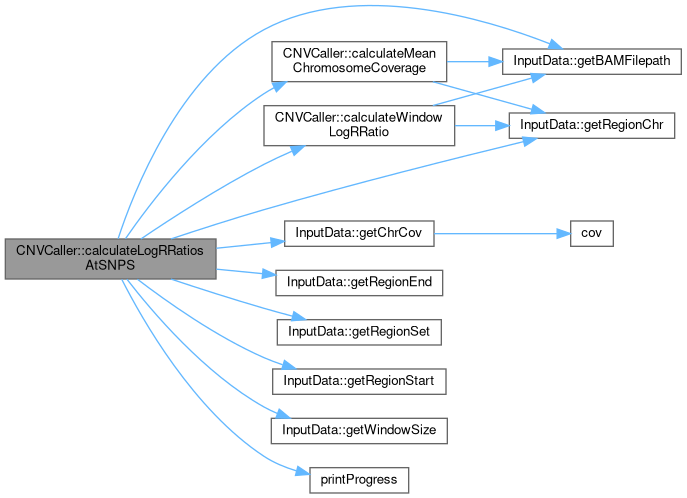 CNVCaller::calculateLogRRatios
AtSNPS
CNVCaller::calculateMean
ChromosomeCoverage
InputData::getBAMFilepath
CNVCaller::calculateWindow
LogRRatio
InputData::getRegionChr
InputData::getChrCov
cov
InputData::getRegionEnd
InputData::getRegionSet
InputData::getRegionStart
InputData::getWindowSize
printProgress